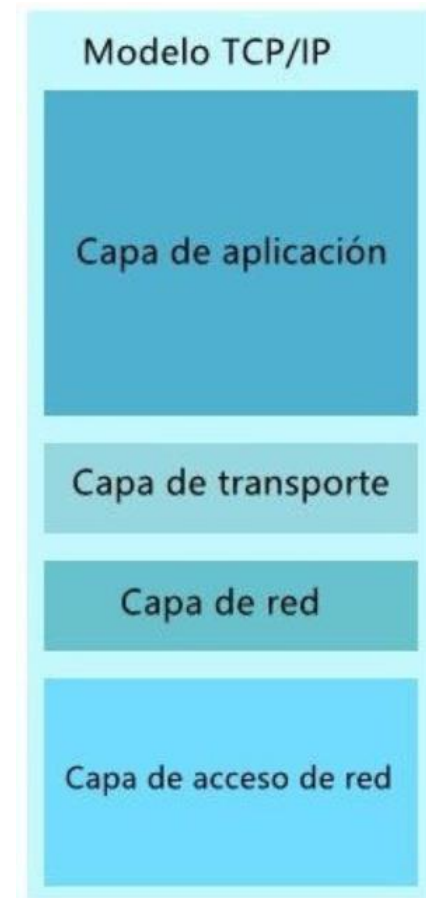 Modelo TCP/IP
Capa de aplicación
Capa de transporte
Capa de red
Capa de acceso de red